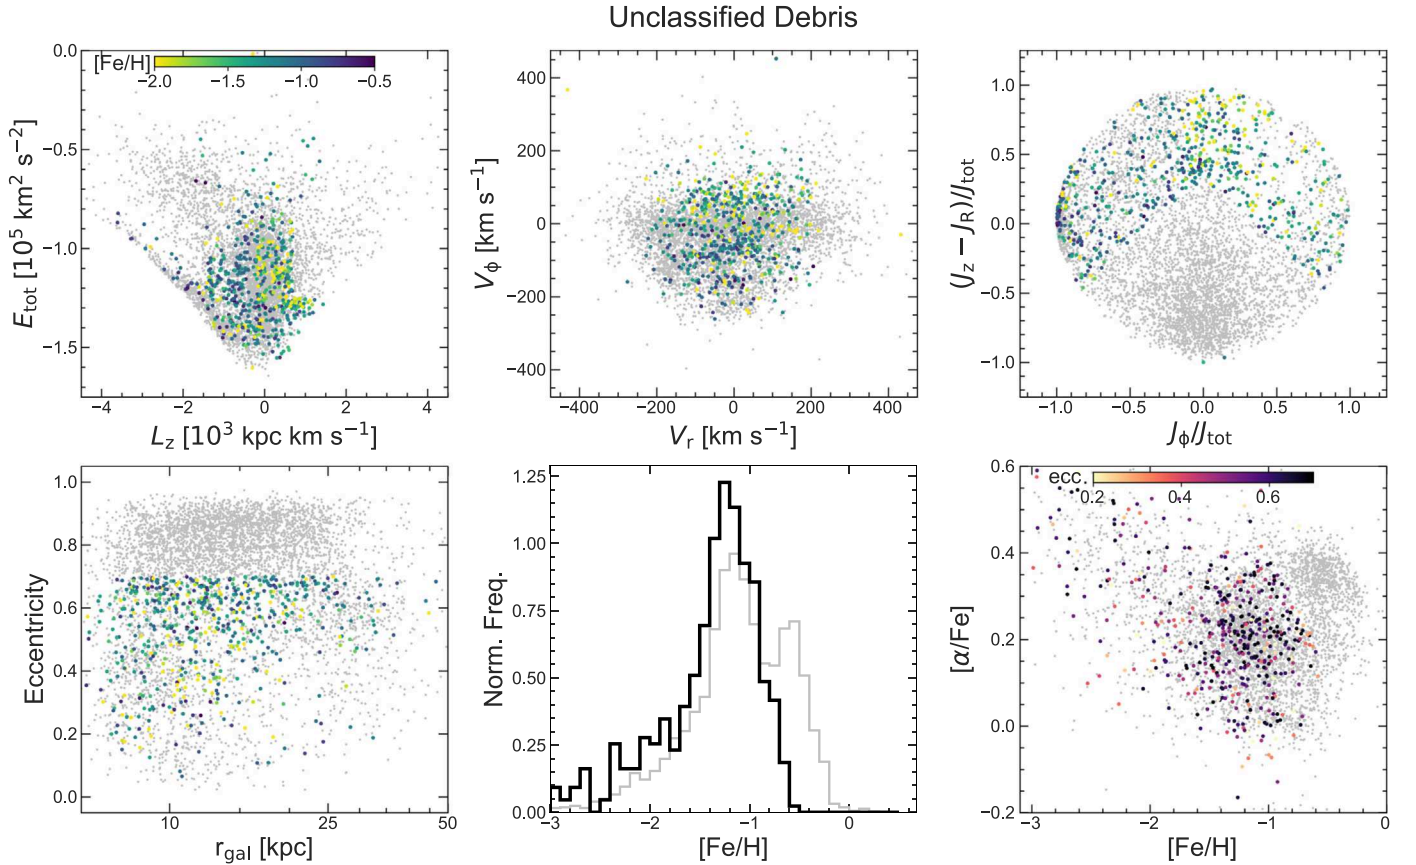 Unclassified Debris
[Fe/H]
−2.0 −1.5 −1.0 −0.5
0.0
−0.5
−1.0
−1.5
E_tot [10^5 km^2 s^−2]
−4 −2 0 2 4
L_z [10^3 kpc km s^−1]
400
200
0
−200
−400
V_ϕ [km s^−1]
−400 −200 0 200 400
V_r [km s^−1]
1.0
0.5
0.0
−0.5
−1.0
(J_z − J_R)/J_tot
−1.0 −0.5 0.0 0.5 1.0
J_ϕ/J_tot
1.0
0.8
0.6
0.4
0.2
0.0
Eccentricity
10 25 50
r_gal [kpc]
1.25
1.00
0.75
0.50
0.25
0.00
Norm. Freq.
−3 −2 −1 0
[Fe/H]
ecc.
0.2 0.4 0.6
0.6
0.4
0.2
0.0
−0.2
[α/Fe]
−3 −2 −1 0
[Fe/H]